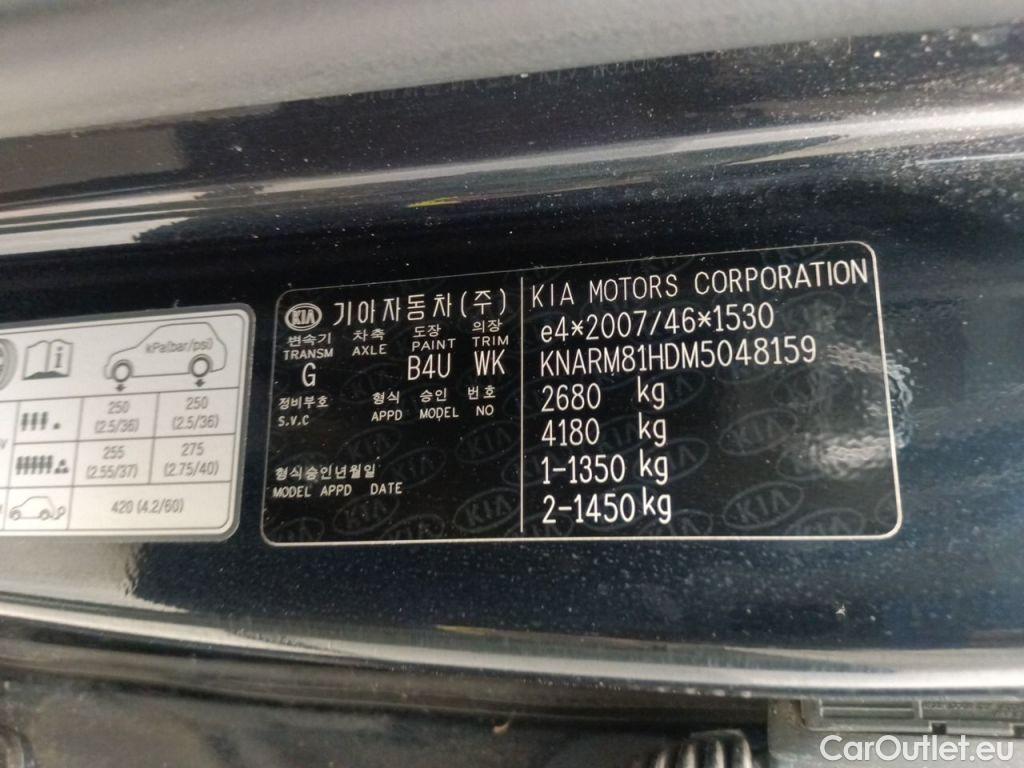 KIA 기아자동차(주)
변속기 차축 도장 의장
TRANSM AXLE PAINT TRIM
G B4U WK
정비부호 형식 승인 번호
S.V.C APPD MODEL NO
형식승인년월일
MODEL APPD DATE
KIA MOTORS CORPORATION
e4*2007/46*1530
KNARM81HDM5048159
2680 kg
4180 kg
1-1350 kg
2-1450 kg
i kPa(bar/psi)
250 250
(2.5/36) (2.5/36)
255 275
(2.55/37) (2.75/40)
420 (4.2/60)
CarOutlet.eu